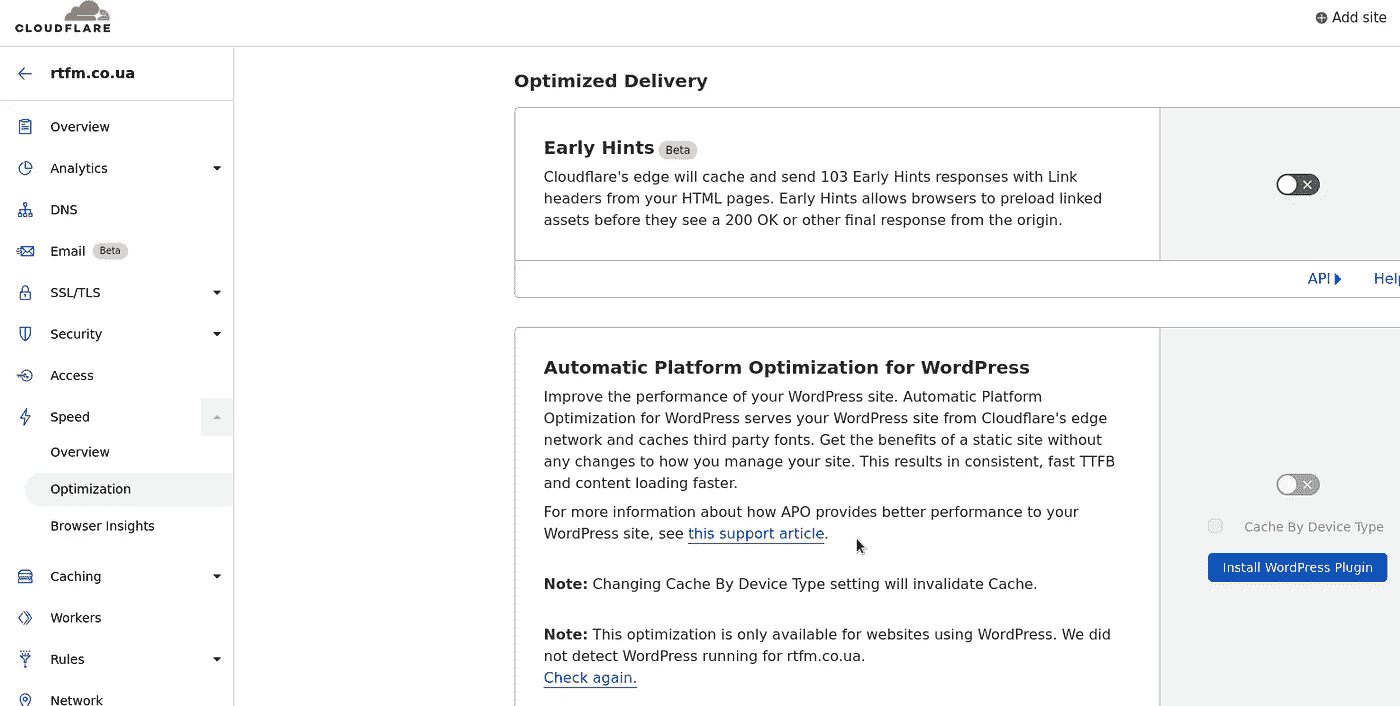 CLOUDFLARE
Add site
rtfm.co.ua
Overview
Analytics
DNS
Email Beta
SSL/TLS
Security
Access
Speed
Overview
Optimization
Browser Insights
Caching
Workers
Rules
Network
Optimized Delivery
Early Hints Beta
Cloudflare's edge will cache and send 103 Early Hints responses with Link
headers from your HTML pages. Early Hints allows browsers to preload linked
assets before they see a 200 OK or other final response from the origin.
API Help
Automatic Platform Optimization for WordPress
Improve the performance of your WordPress site. Automatic Platform
Optimization for WordPress serves your WordPress site from Cloudflare's edge
network and caches third party fonts. Get the benefits of a static site without
any changes to how you manage your site. This results in consistent, fast TTFB
and content loading faster.
For more information about how APO provides better performance to your
WordPress site, see this support article.
Note: Changing Cache By Device Type setting will invalidate Cache.
Note: This optimization is only available for websites using WordPress. We did
not detect WordPress running for rtfm.co.ua.
Check again.
Cache By Device Type
Install WordPress Plugin